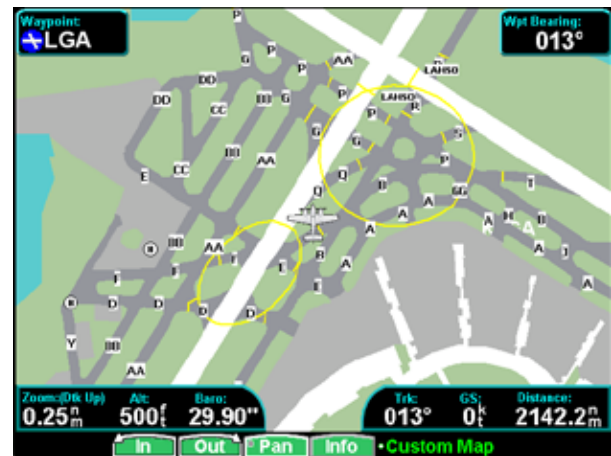 Waypoint:
LGA
Wpt Bearing:
013°
P
P
G
P
P
AA
LAHSO
DD
DD
CC
BB
G
P
LAHSO
R
P
G
G
S
BB
AA
P
E
CC
Q
Q
B
A
GG
T
A
A
H
B
A
BB
AA
F
F
F
E
B
A
A
J
A
H
H
D
D
D
D
E
Y
BB
AA
Zoom:(Dtk Up)
0.25nm
Alt:
500ft
Baro:
29.90"
Trk:
013°
GS:
0kt
Distance:
2142.2nm
In
Out
Pan
Info
Custom Map